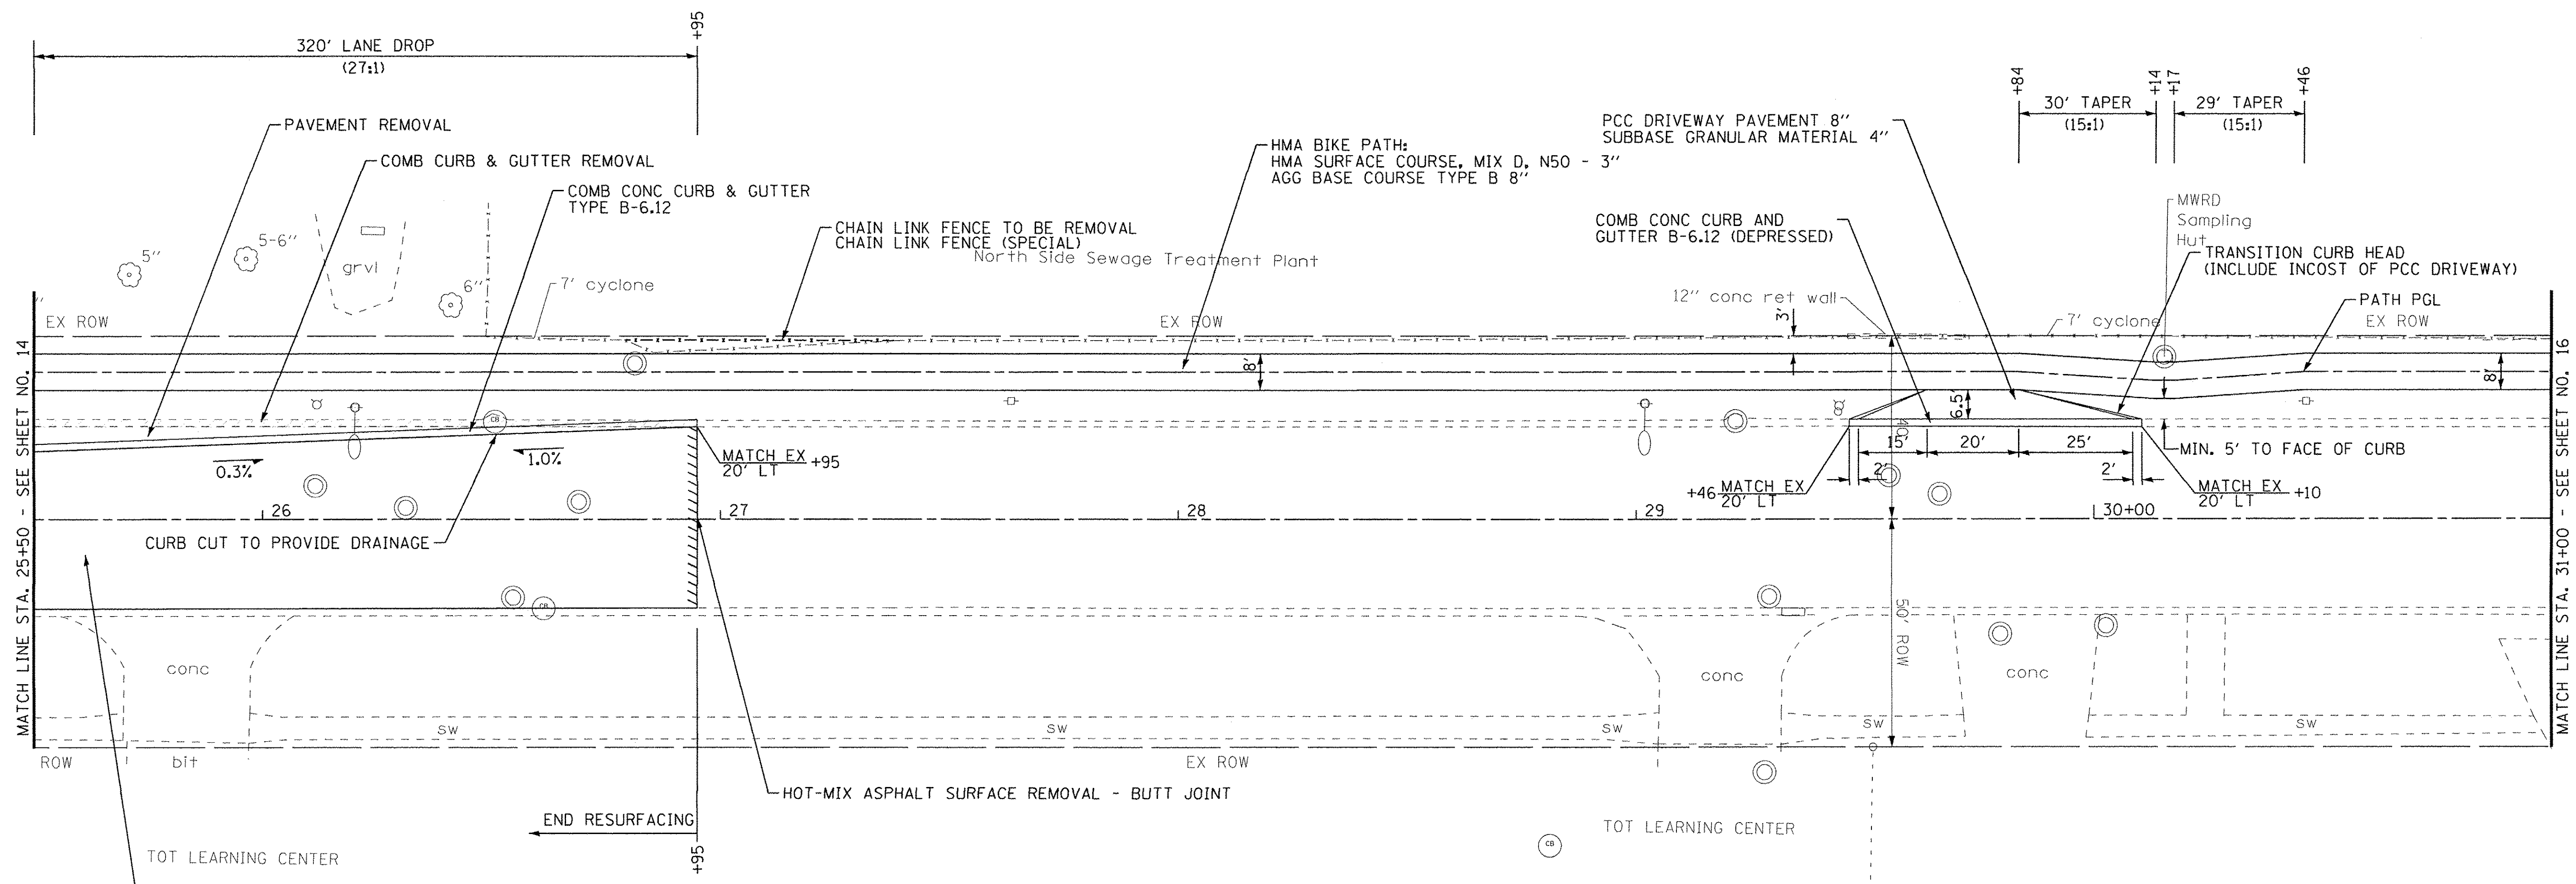 +95
320' LANE DROP
(27:1)
+84
+14
+17
+46
30' TAPER
(15:1)
29' TAPER
(15:1)
PAVEMENT REMOVAL
COMB CURB & GUTTER REMOVAL
COMB CONC CURB & GUTTER
TYPE B-6.12
HMA BIKE PATH:
HMA SURFACE COURSE, MIX D, N50 - 3"
AGG BASE COURSE TYPE B 8"
PCC DRIVEWAY PAVEMENT 8"
SUBBASE GRANULAR MATERIAL 4"
CHAIN LINK FENCE TO BE REMOVAL
CHAIN LINK FENCE (SPECIAL)
North Side Sewage Treatment Plant
COMB CONC CURB AND
GUTTER B-6.12 (DEPRESSED)
MWRD
Sampling
Hut
TRANSITION CURB HEAD
(INCLUDE INCOST OF PCC DRIVEWAY)
5"
5-6"
grvl
6"
7' cyclone
12" conc ret wall
PATH PGL
EX ROW
EX ROW
3'
7' cyclone
EX ROW
MATCH LINE STA. 25+50 - SEE SHEET NO. 14
MATCH LINE STA. 31+00 - SEE SHEET NO. 16
8'
8'
6.5'
CB
40'
0.3%
1.0%
MATCH EX +95
20' LT
15'
20'
25'
MIN. 5' TO FACE OF CURB
2'
2'
+46 MATCH EX
20' LT
MATCH EX +10
20' LT
26
27
28
29
30+00
CURB CUT TO PROVIDE DRAINAGE
CB
50' ROW
conc
conc
conc
SW
SW
SW
SW
SW
ROW
bit
EX ROW
HOT-MIX ASPHALT SURFACE REMOVAL - BUTT JOINT
END RESURFACING
+95
TOT LEARNING CENTER
TOT LEARNING CENTER
CB